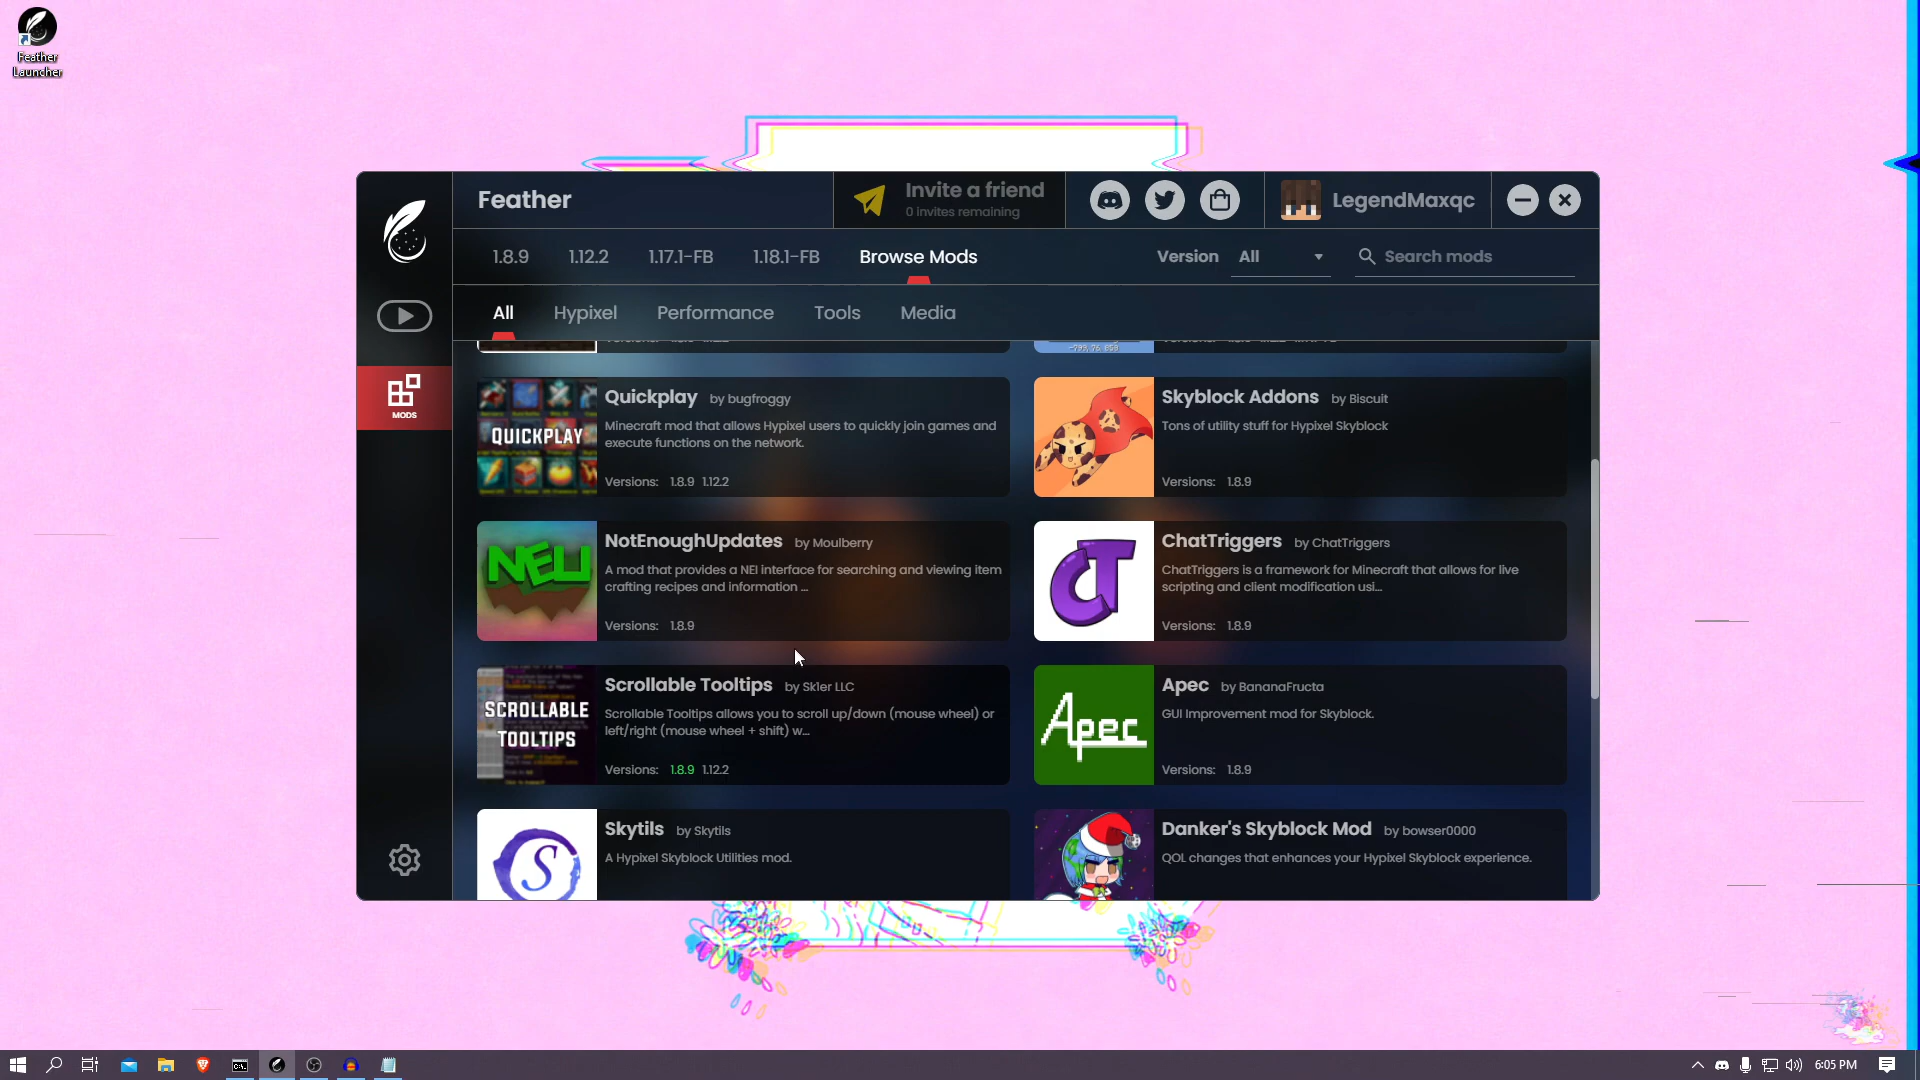 Feather
Launcher
Feather
Invite a friend
0 invites remaining
LegendMaxqc
1.8.9
1.12.2
1.17.1-FB
1.18.1-FB
Browse Mods
Version
All
Search mods
All
Hypixel
Performance
Tools
Media
MODS
QUICKPLAY
Quickplay by bugfroggy
Minecraft mod that allows Hypixel users to quickly join games and
execute functions on the network.
Versions: 1.8.9 1.12.2
Skyblock Addons by Biscuit
Tons of utility stuff for Hypixel Skyblock
Versions: 1.8.9
NEU
NotEnoughUpdates by Moulberry
A mod that provides a NEI interface for searching and viewing item
crafting recipes and information ...
Versions: 1.8.9
CT
ChatTriggers by ChatTriggers
ChatTriggers is a framework for Minecraft that allows for live
scripting and client modification usi...
Versions: 1.8.9
SCROLLABLE
TOOLTIPS
Scrollable Tooltips by Sk1er LLC
Scrollable Tooltips allows you to scroll up/down (mouse wheel) or
left/right (mouse wheel + shift) w...
Versions: 1.8.9 1.12.2
Apec
Apec by BananaFructa
GUI Improvement mod for Skyblock.
Versions: 1.8.9
S
Skytils by Skytils
A Hypixel Skyblock Utilities mod.
Danker's Skyblock Mod by bowser0000
QOL changes that enhances your Hypixel Skyblock experience.
6:05 PM